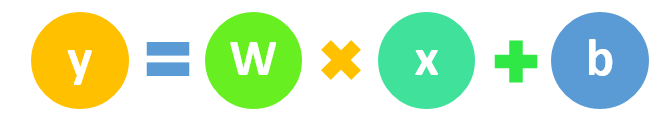 y = W × x + b